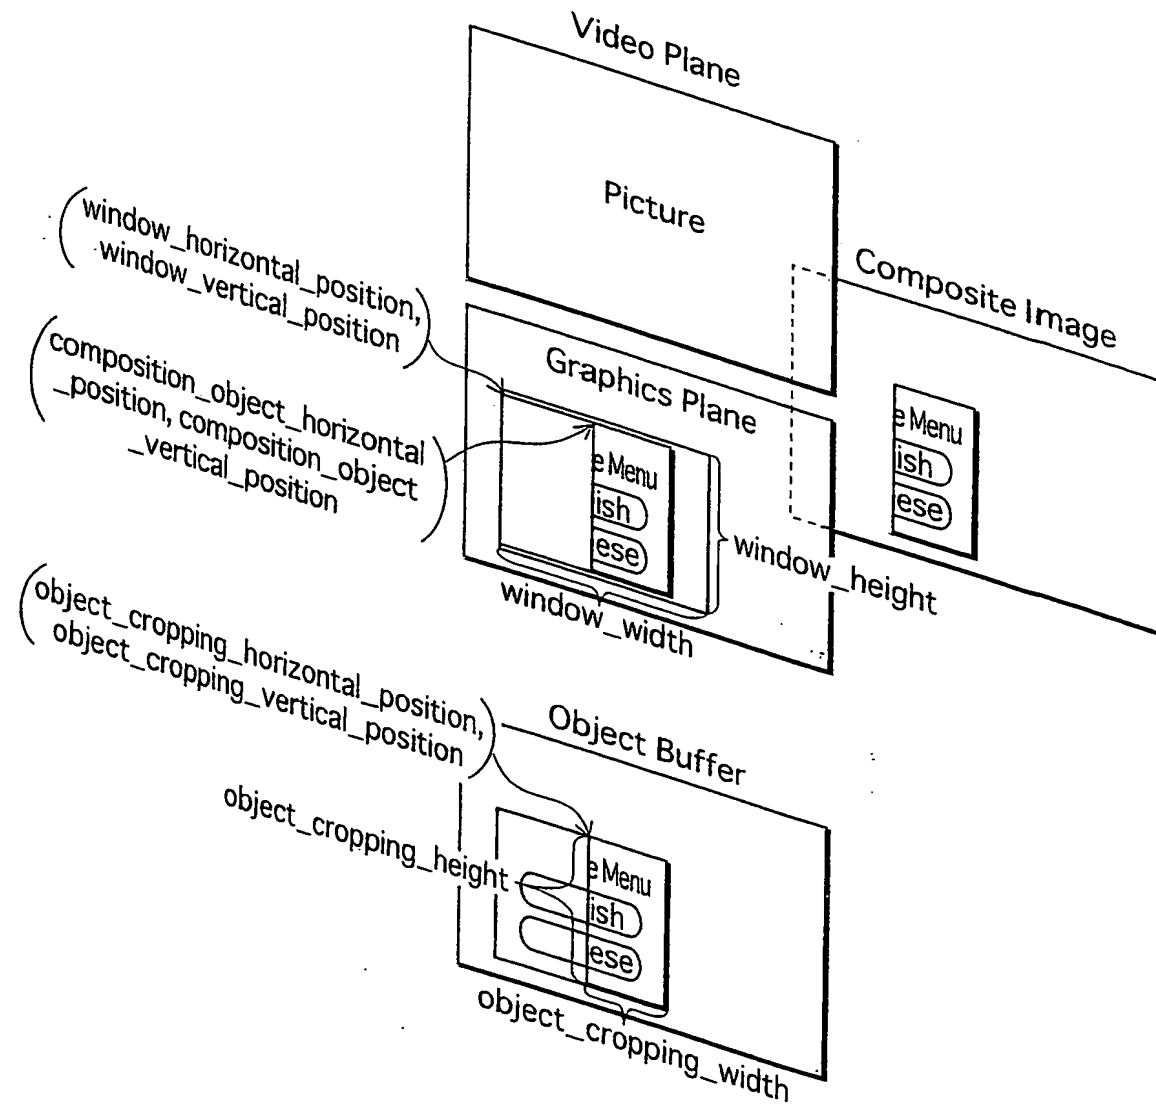 Video Plane
Picture
(window_horizontal_position,
window_vertical_position)
Composite Image
(composition_object_horizontal
_position, composition_object
_vertical_position)
Graphics Plane
e Menu
ish
ese
e Menu
ish
ese
window_height
window_width
(object_cropping_horizontal_position,
object_cropping_vertical_position)
Object Buffer
object_cropping_height
e Menu
ish
ese
object_cropping_width